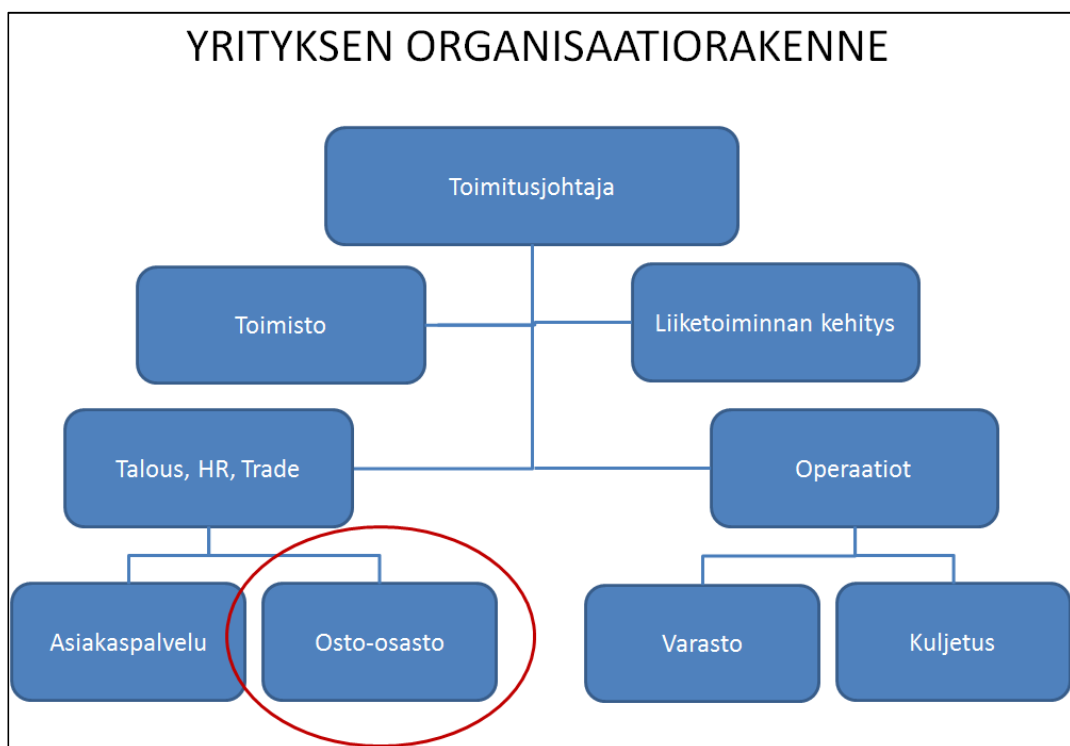 YRITYKSEN ORGANISAATIORAKENNE
Toimitusjohtaja
Toimisto
Liiketoiminnan kehitys
Talous, HR, Trade
Operaatiot
Asiakaspalvelu
Osto-osasto
Varasto
Kuljetus